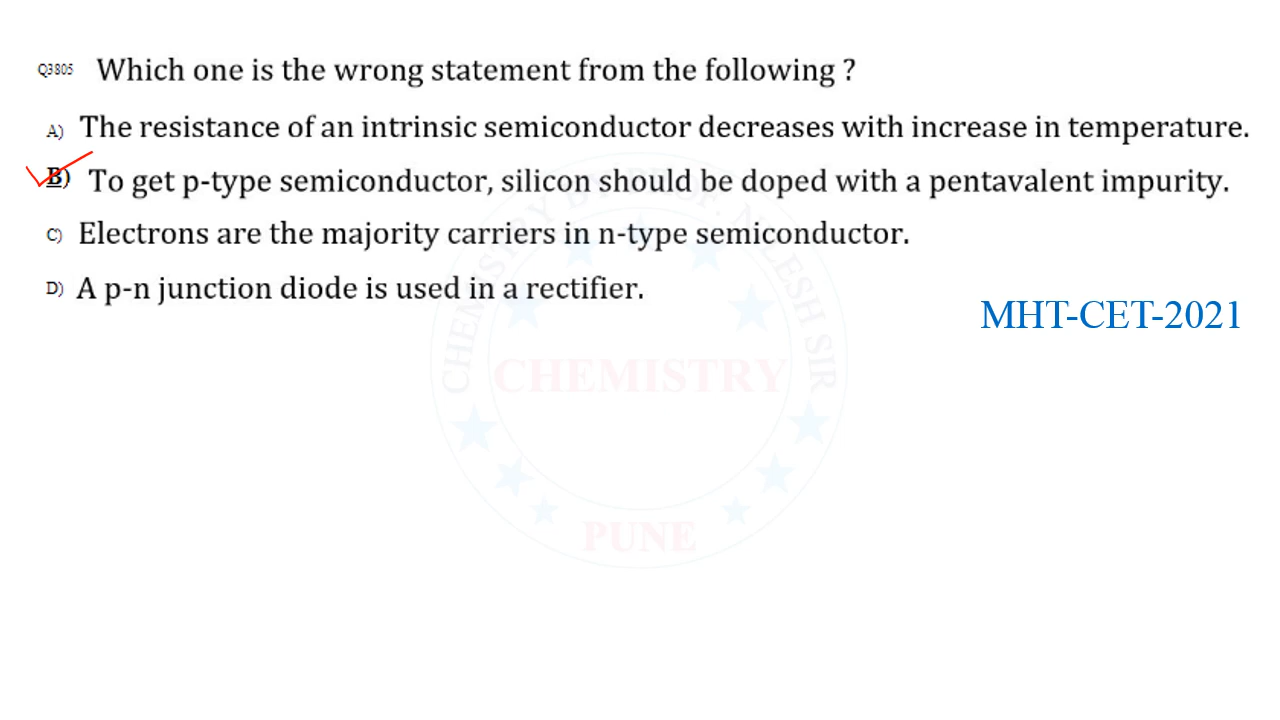 Q3805 Which one is the wrong statement from the following ?
A) The resistance of an intrinsic semiconductor decreases with increase in temperature.
B) To get p-type semiconductor, silicon should be doped with a pentavalent impurity.
C) Electrons are the majority carriers in n-type semiconductor.
D) A p-n junction diode is used in a rectifier.
MHT-CET-2021
CHEMISTRY
PUNE